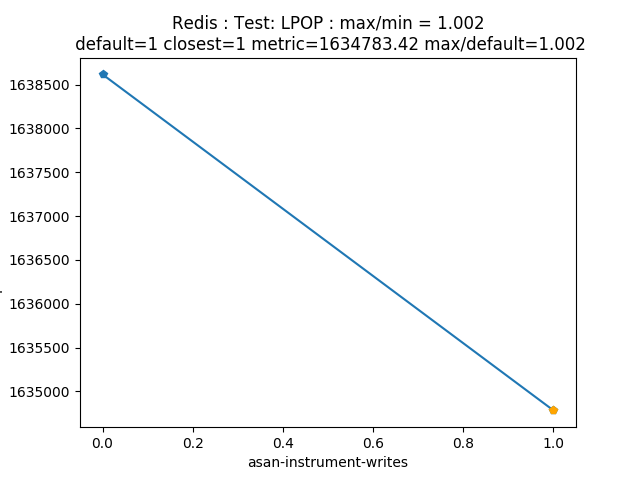 Redis : Test: LPOP : max/min = 1.002
default=1 closest=1 metric=1634783.42 max/default=1.002
1638500
1638000
1637500
1637000
1636500
1636000
1635500
1635000
0.0 0.2 0.4 0.6 0.8 1.0
asan-instrument-writes